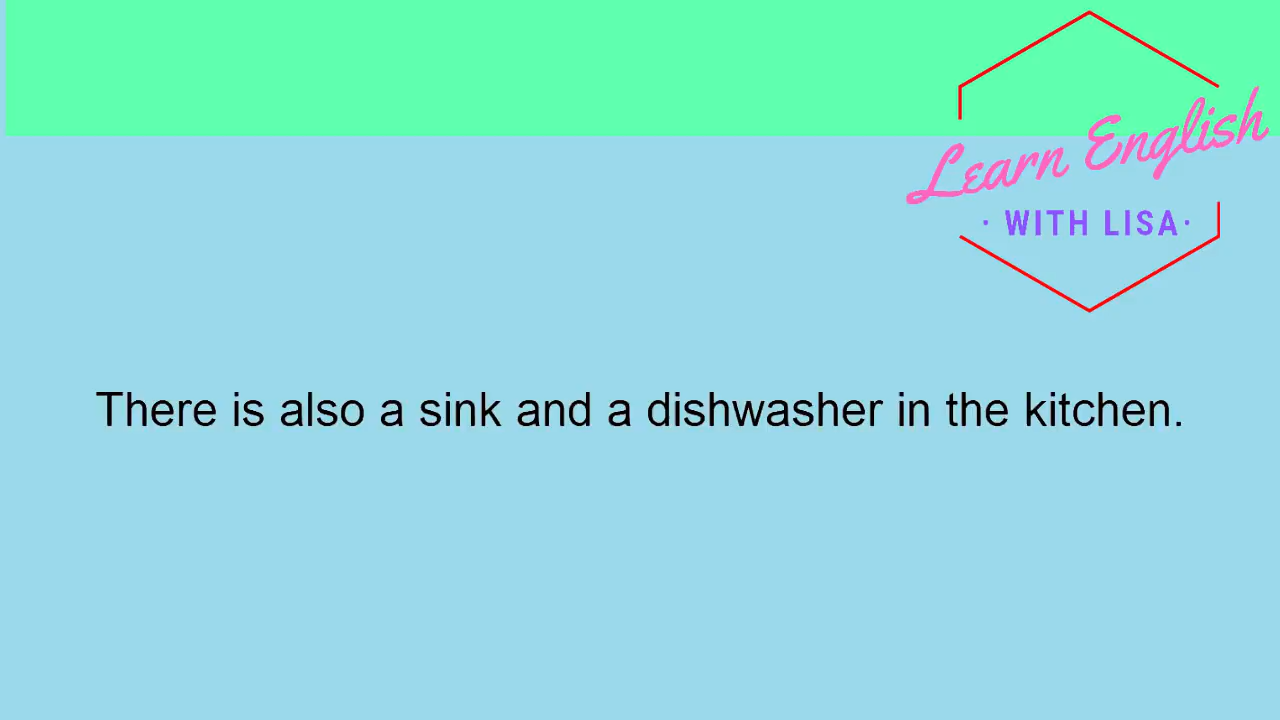 Learn English
· WITH LISA·
There is also a sink and a dishwasher in the kitchen.